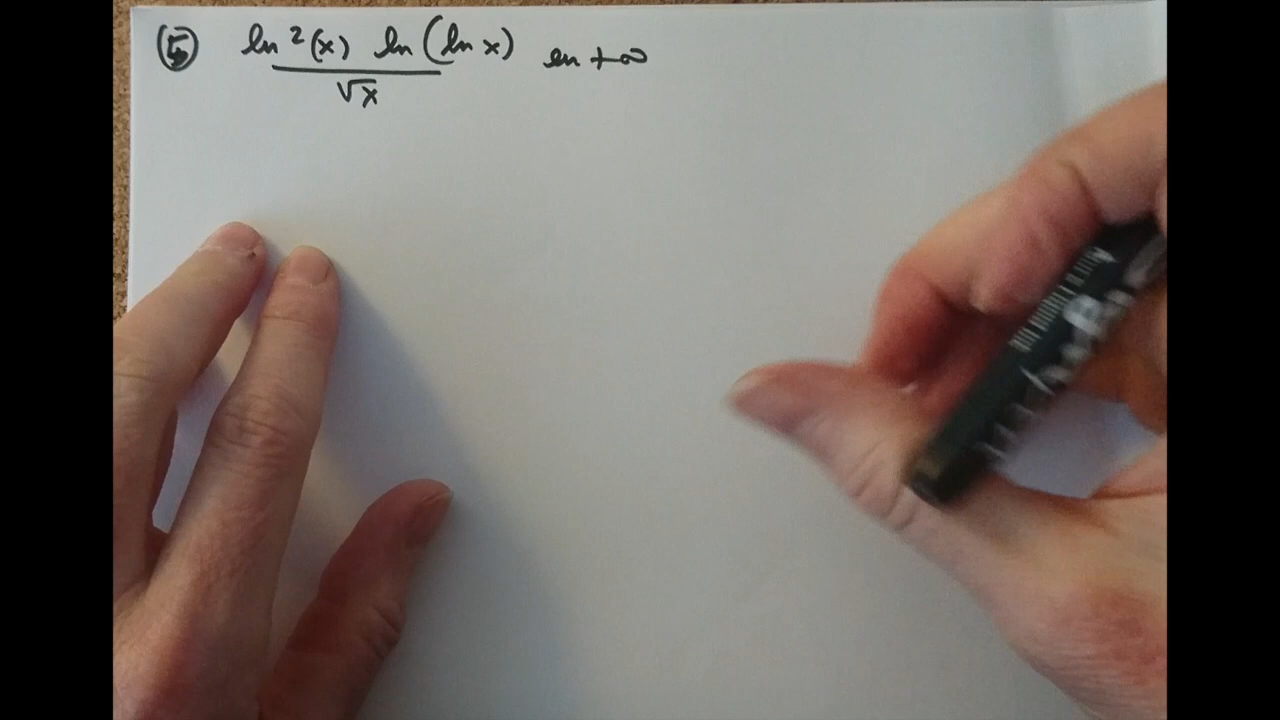 ⑤ ln²(x) ln(ln x) en +∞
√x